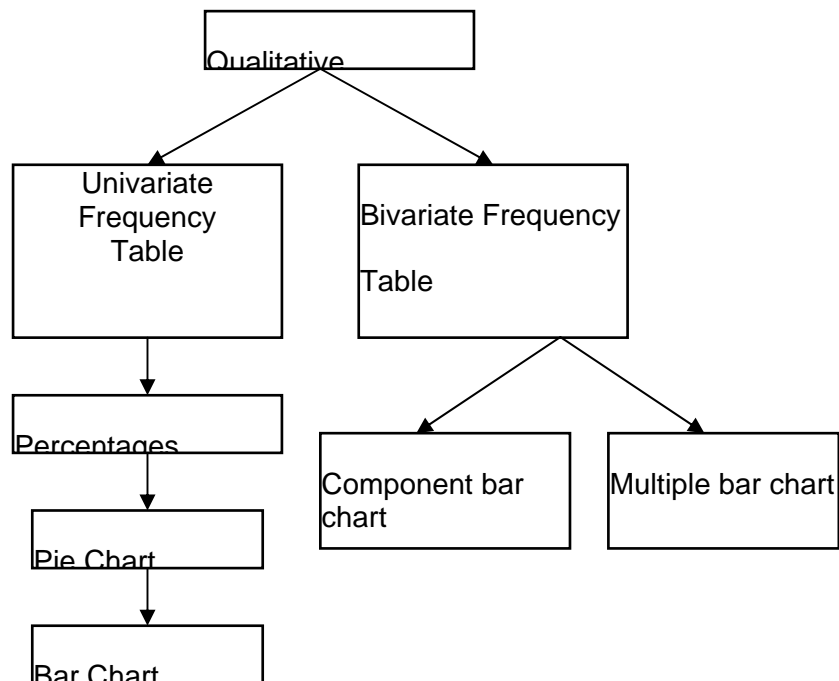 Qualitative
Univariate
Frequency
Table
Bivariate Frequency
Table
Percentages
Component bar
chart
Multiple bar chart
Pie Chart
Bar Chart